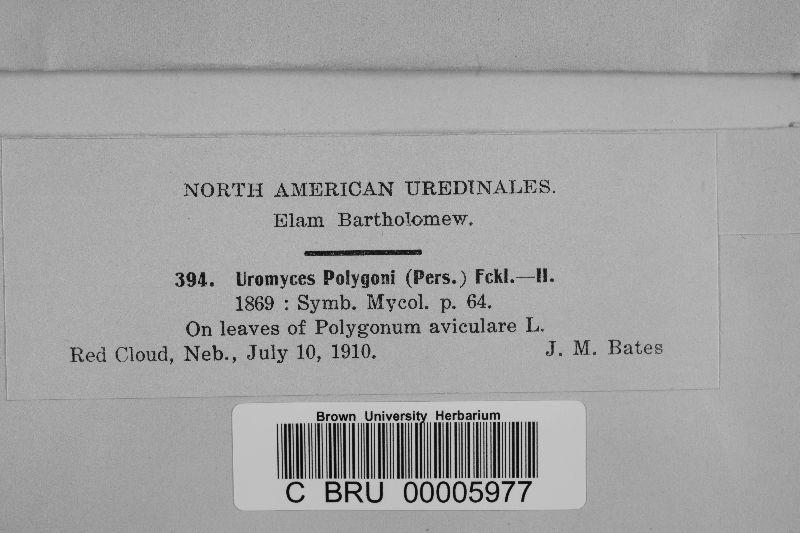 NORTH AMERICAN UREDINALES.
Elam Bartholomew.
394. Uromyces Polygoni (Pers.) Fckl.—II.
1869 : Symb. Mycol. p. 64.
On leaves of Polygonum aviculare L.
Red Cloud, Neb., July 10, 1910. J. M. Bates
Brown University Herbarium
C BRU 00005977